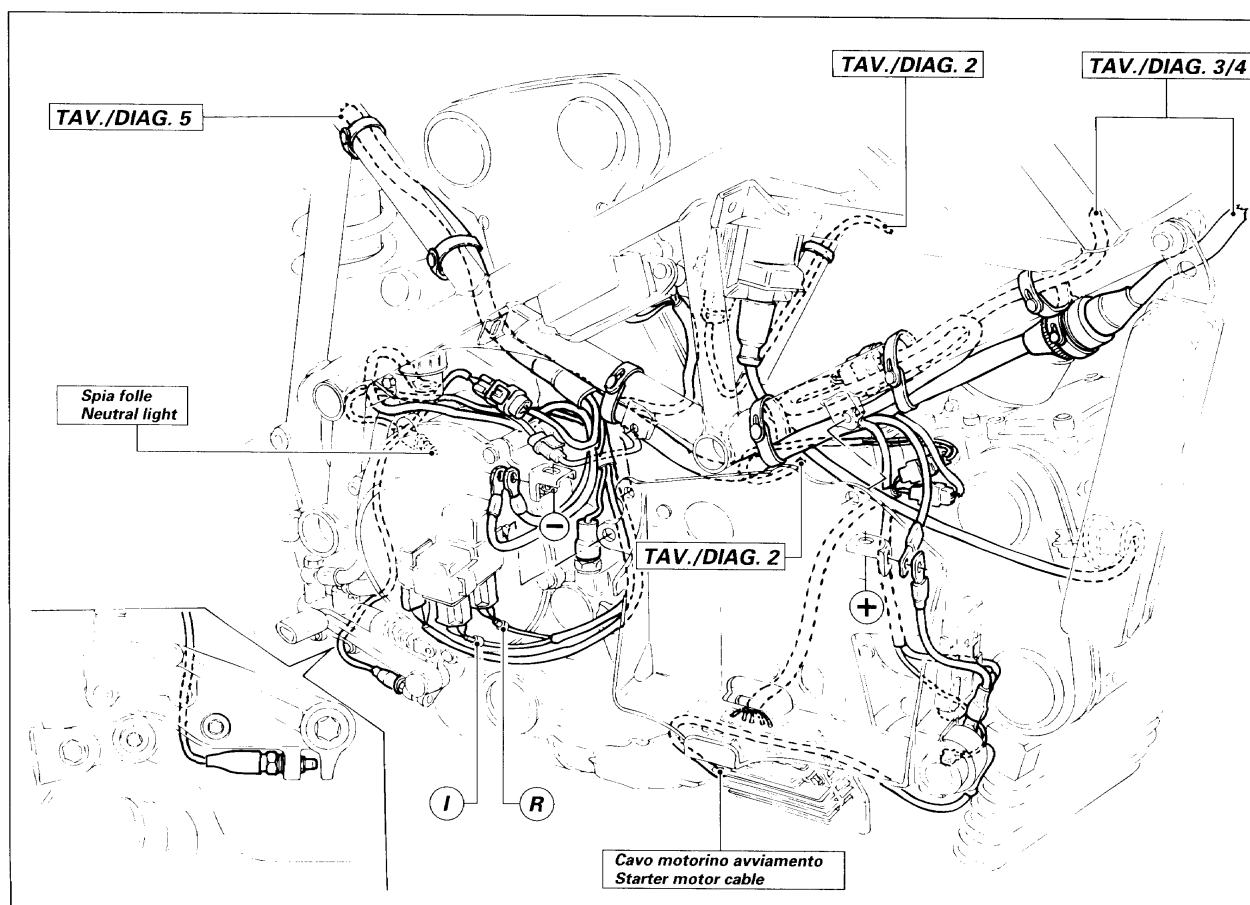 TAV./DIAG. 2
TAV./DIAG. 3/4
TAV./DIAG. 5
Spia folle
Neutral light
−
TAV./DIAG. 2
+
I
R
Cavo motorino avviamento
Starter motor cable